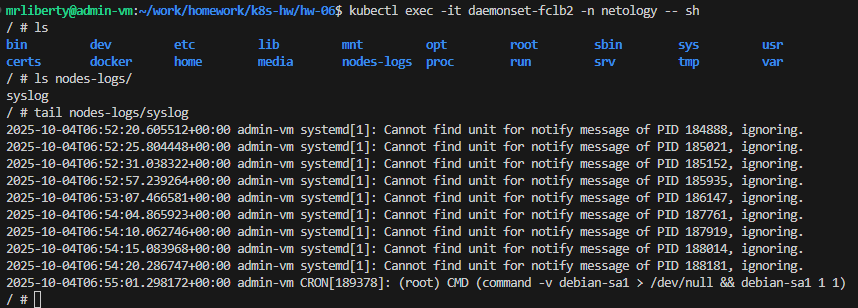 mrliberty@admin-vm:~/work/homework/k8s-hw/hw-06$ kubectl exec -it daemonset-fclb2 -n netology -- sh
/ # ls
bin dev etc lib mnt opt root sbin sys usr
certs docker home media nodes-logs proc run srv tmp var
/ # ls nodes-logs/
syslog
/ # tail nodes-logs/syslog
2025-10-04T06:52:20.605512+00:00 admin-vm systemd[1]: Cannot find unit for notify message of PID 184888, ignoring.
2025-10-04T06:52:25.804448+00:00 admin-vm systemd[1]: Cannot find unit for notify message of PID 185021, ignoring.
2025-10-04T06:52:31.038322+00:00 admin-vm systemd[1]: Cannot find unit for notify message of PID 185152, ignoring.
2025-10-04T06:52:57.239264+00:00 admin-vm systemd[1]: Cannot find unit for notify message of PID 185935, ignoring.
2025-10-04T06:53:07.466581+00:00 admin-vm systemd[1]: Cannot find unit for notify message of PID 186147, ignoring.
2025-10-04T06:54:04.865923+00:00 admin-vm systemd[1]: Cannot find unit for notify message of PID 187761, ignoring.
2025-10-04T06:54:10.062746+00:00 admin-vm systemd[1]: Cannot find unit for notify message of PID 187919, ignoring.
2025-10-04T06:54:15.083968+00:00 admin-vm systemd[1]: Cannot find unit for notify message of PID 188014, ignoring.
2025-10-04T06:54:20.286747+00:00 admin-vm systemd[1]: Cannot find unit for notify message of PID 188181, ignoring.
2025-10-04T06:55:01.298172+00:00 admin-vm CRON[189378]: (root) CMD (command -v debian-sa1 > /dev/null && debian-sa1 1 1)
/ #